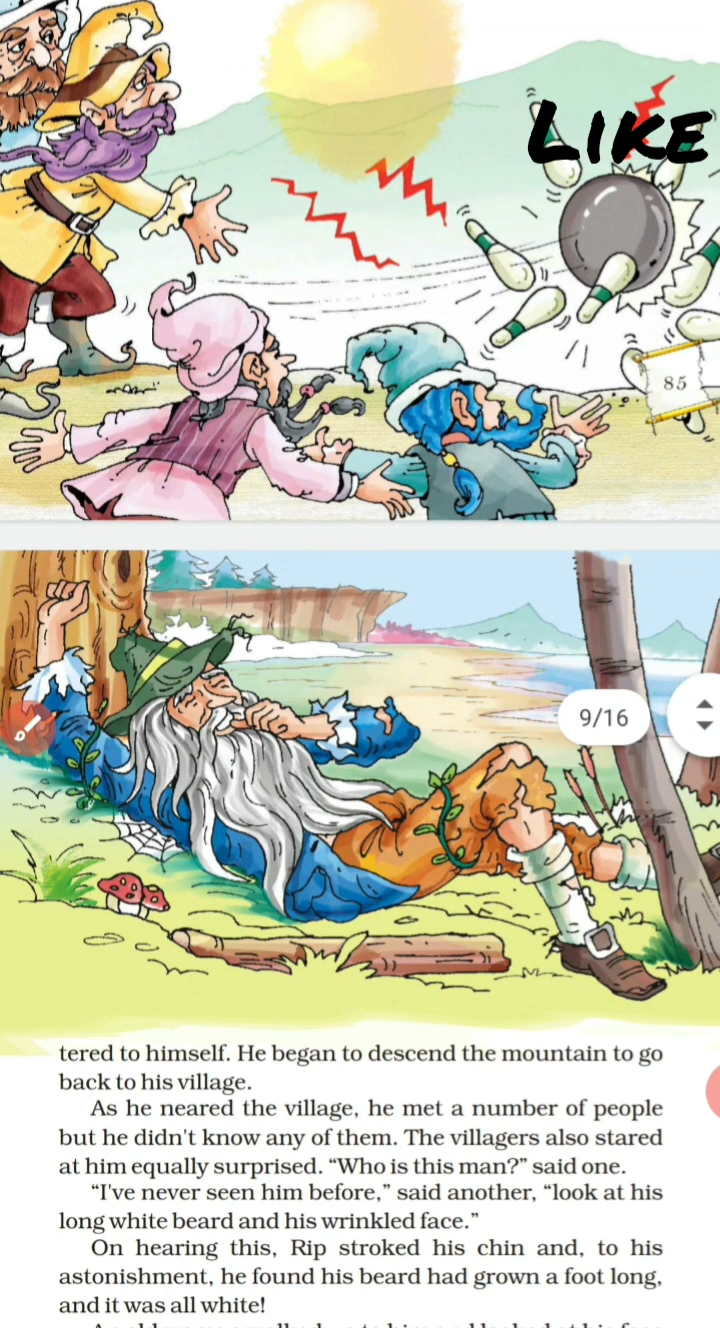 LIKE
85
9/16
tered to himself. He began to descend the mountain to go
back to his village.
As he neared the village, he met a number of people
but he didn't know any of them. The villagers also stared
at him equally surprised. “Who is this man?” said one.
“I've never seen him before,” said another, “look at his
long white beard and his wrinkled face.”
On hearing this, Rip stroked his chin and, to his
astonishment, he found his beard had grown a foot long,
and it was all white!